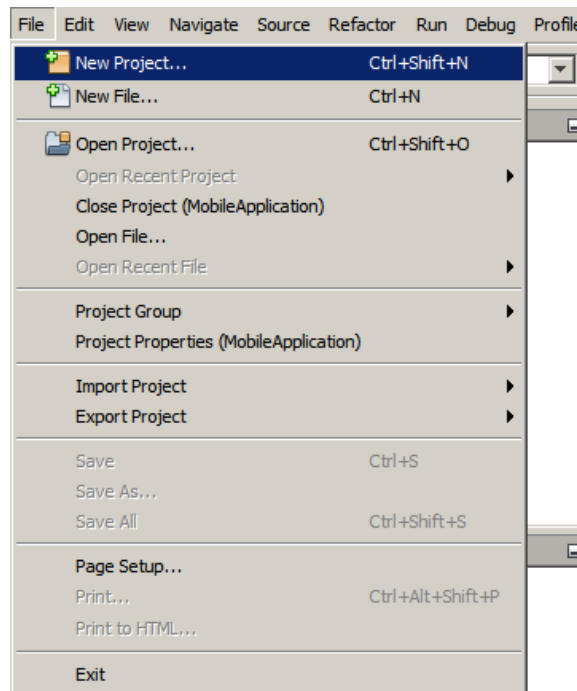 File Edit View Navigate Source Refactor Run Debug Profile
New Project... Ctrl+Shift+N
New File... Ctrl+N
Open Project... Ctrl+Shift+O
Open Recent Project
Close Project (MobileApplication)
Open File...
Open Recent File
Project Group
Project Properties (MobileApplication)
Import Project
Export Project
Save Ctrl+S
Save As...
Save All Ctrl+Shift+S
Page Setup...
Print... Ctrl+Alt+Shift+P
Print to HTML...
Exit